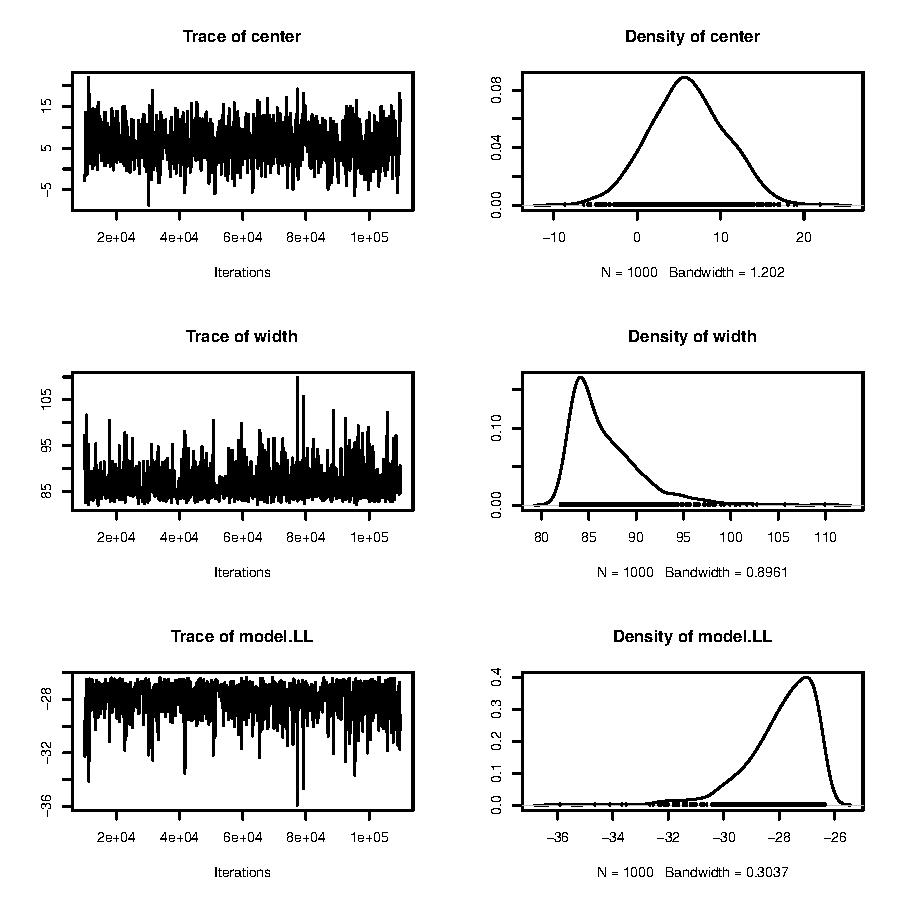 Trace of center
Density of center
15
5
-5
2e+04 4e+04 6e+04 8e+04 1e+05
Iterations
0.08
0.04
0.00
-10 0 10 20
N = 1000 Bandwidth = 1.202
Trace of width
Density of width
105
95
85
2e+04 4e+04 6e+04 8e+04 1e+05
Iterations
0.10
0.00
80 85 90 95 100 105 110
N = 1000 Bandwidth = 0.8961
Trace of model.LL
Density of model.LL
-28
-32
-36
2e+04 4e+04 6e+04 8e+04 1e+05
Iterations
0.4
0.3
0.2
0.1
0.0
-36 -34 -32 -30 -28 -26
N = 1000 Bandwidth = 0.3037